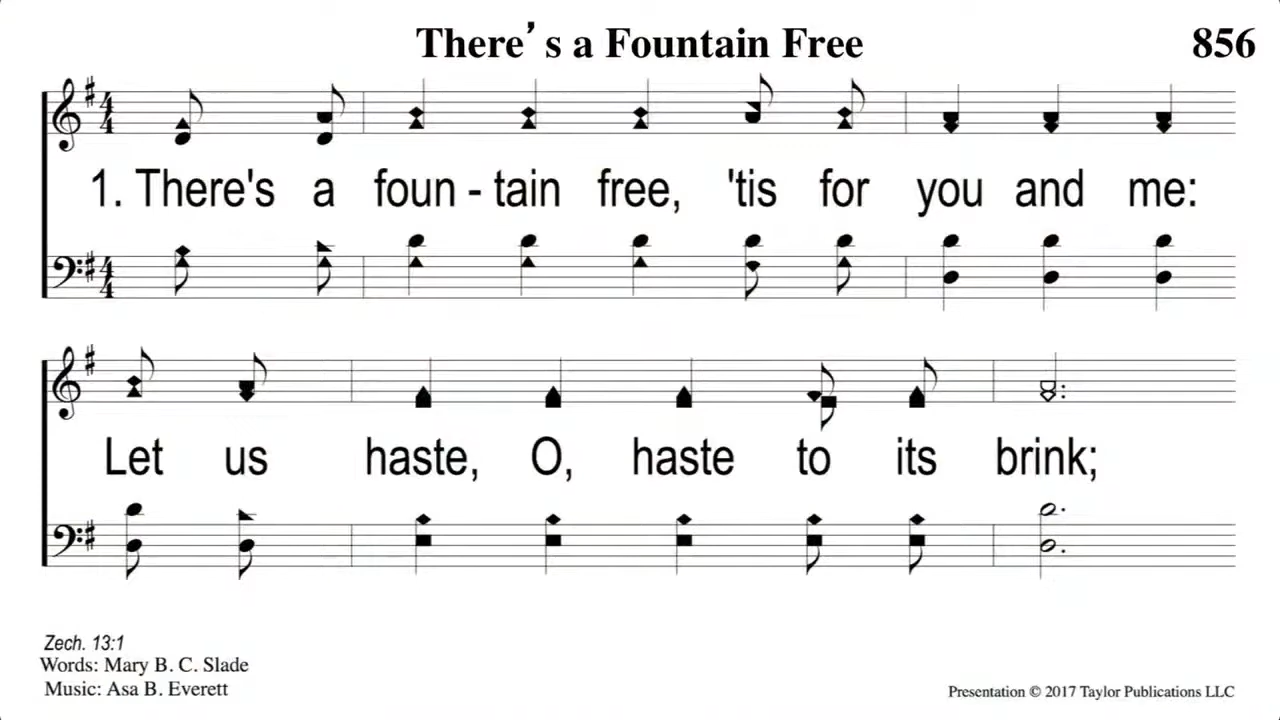 There's a Fountain Free
856
1. There's a foun - tain free, 'tis for you and me:
Let us haste, O, haste to its brink;
Zech. 13:1
Words: Mary B. C. Slade
Music: Asa B. Everett
Presentation © 2017 Taylor Publications LLC